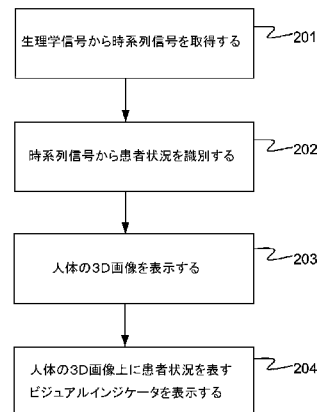 生理学信号から時系列信号を取得する
201
時系列信号から患者状況を識別する
202
人体の3D画像を表示する
203
人体の3D画像上に患者状況を表す
ビジュアルインジケータを表示する
204